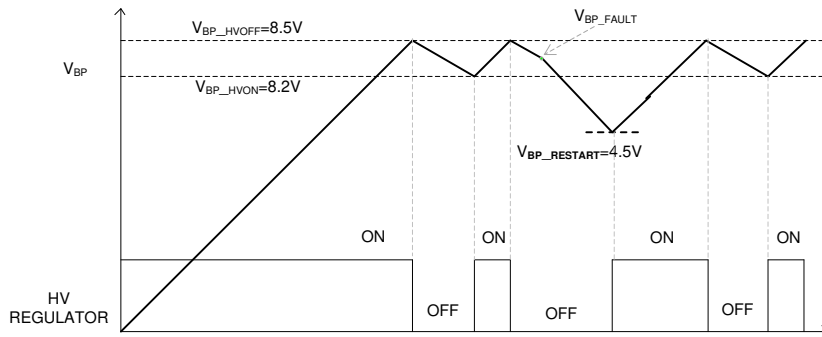 V_BP_FAULT
V_BP_HVOFF=8.5V
V_BP
V_BP_HVON=8.2V
V_BP_RESTART=4.5V
ON
ON
ON
ON
HV
REGULATOR
OFF
OFF
OFF